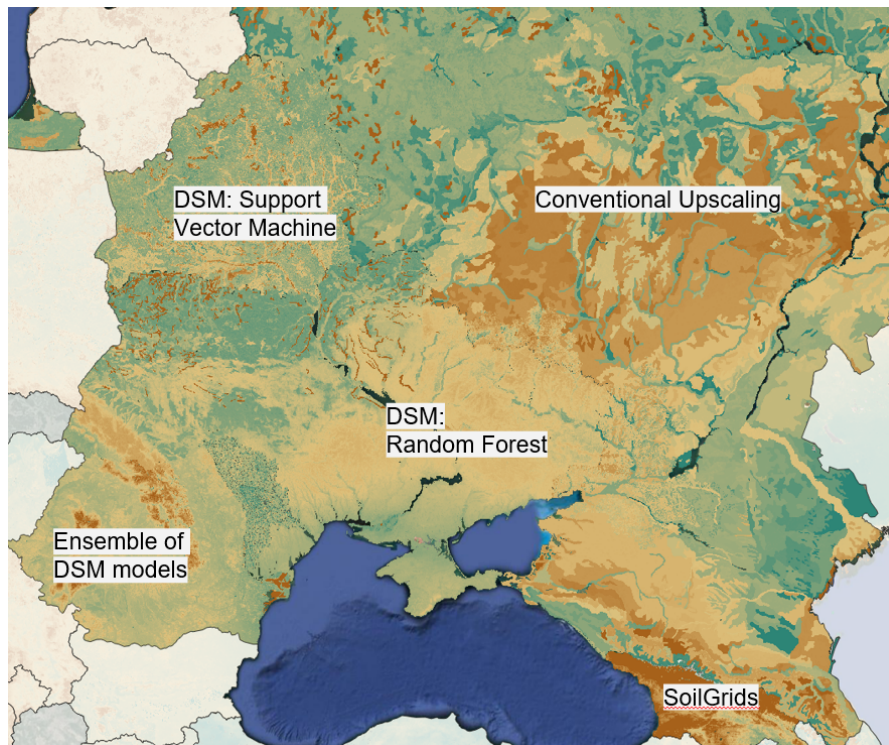 DSM: Support
Vector Machine
Conventional Upscaling
DSM:
Random Forest
Ensemble of
DSM models
SoilGrids